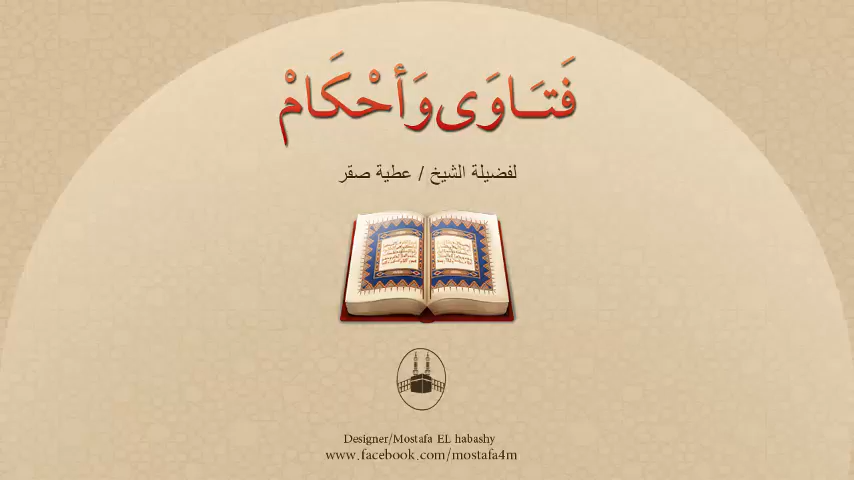 فَتَاوَى وَأَحْكَامْ
لفضيلة الشيخ / عطية صقر
Designer/Mostafa EL habashy
www.facebook.com/mostafa4m